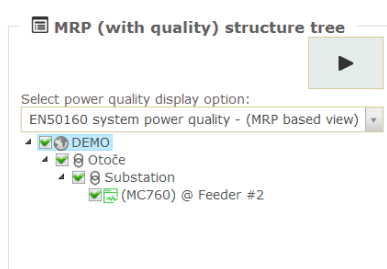 MRP (with quality) structure tree
Select power quality display option:
EN50160 system power quality - (MRP based view)
DEMO
Otoče
Substation
(MC760) @ Feeder #2